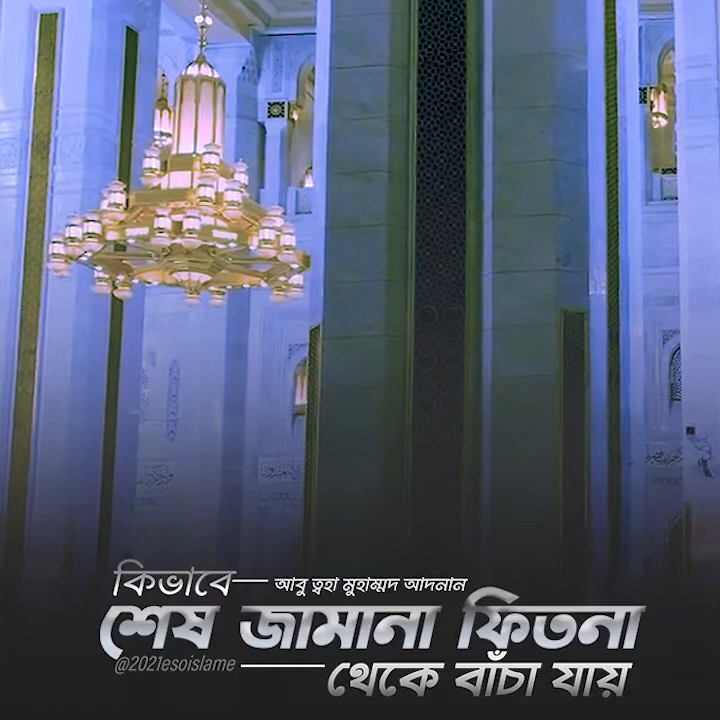 কিভাবে — আবু ত্বহা মুহাম্মদ আদনান
শেষ জামানা ফিতনা
@2021esoislame — থেকে বাঁচা যায়